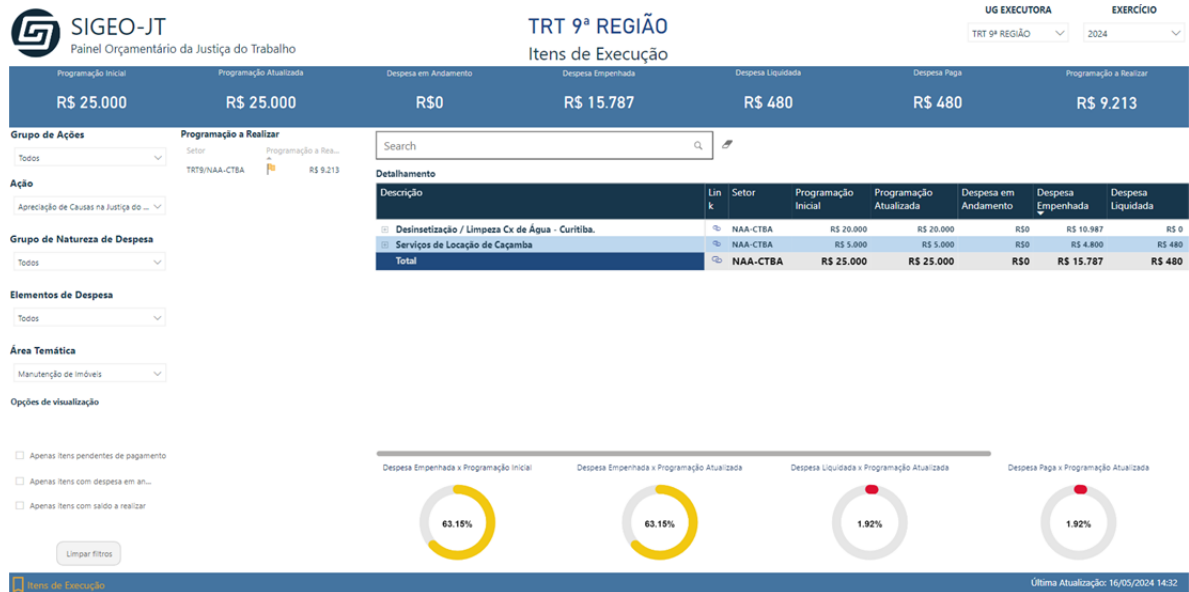 SIGEO-JT
Painel Orçamentário da Justiça do Trabalho
TRT 9ª REGIÃO
Itens de Execução
UG EXECUTORA
TRT 9ª REGIÃO
EXERCÍCIO
2024
Programação Inicial
R$ 25.000
Programação Atualizada
R$ 25.000
Despesa em Andamento
R$0
Despesa Empenhada
R$ 15.787
Despesa Liquidada
R$ 480
Despesa Paga
R$ 480
Programação a Realizar
R$ 9.213
Grupo de Ações
Todos
Ação
Apreciação de Causas na Justiça do ...
Grupo de Natureza de Despesa
Todos
Elementos de Despesa
Todos
Área Temática
Manutenção de Imóveis
Opções de visualização
Apenas itens pendentes de pagamento
Apenas itens com despesa em an...
Apenas itens com saldo a realizar
Limpar filtros
Programação a Realizar
Setor Programação a Rea...
TRT9/NAA-CTBA R$ 9.213
Search
Detalhamento
Descrição Link Setor Programação Inicial Programação Atualizada Despesa em Andamento Despesa Empenhada Despesa Liquidada
Desinsetização / Limpeza Cx de Água - Curitiba. NAA-CTBA R$ 20.000 R$ 20.000 R$0 R$ 10.987 R$ 0
Serviços de Locação de Caçamba NAA-CTBA R$ 5.000 R$ 5.000 R$0 R$ 4.800 R$ 480
Total NAA-CTBA R$ 25.000 R$ 25.000 R$0 R$ 15.787 R$ 480
Despesa Empenhada x Programação Inicial
63.15%
Despesa Empenhada x Programação Atualizada
63.15%
Despesa Liquidada x Programação Atualizada
1.92%
Despesa Paga x Programação Atualizada
1.92%
Itens de Execução
Última Atualização: 16/05/2024 14:32